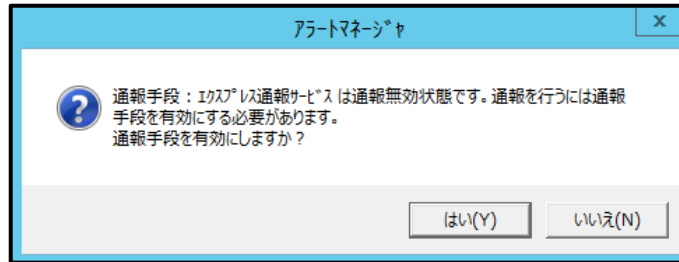 ｱﾗｰﾄﾏﾈｰｼﾞｬ
x
?
通報手段：ｴｸｽﾌﾟﾚｽ通報ｻｰﾋﾞｽ は通報無効状態です。通報を行うには通報
手段を有効にする必要があります。
通報手段を有効にしますか？
はい(Y)
いいえ(N)